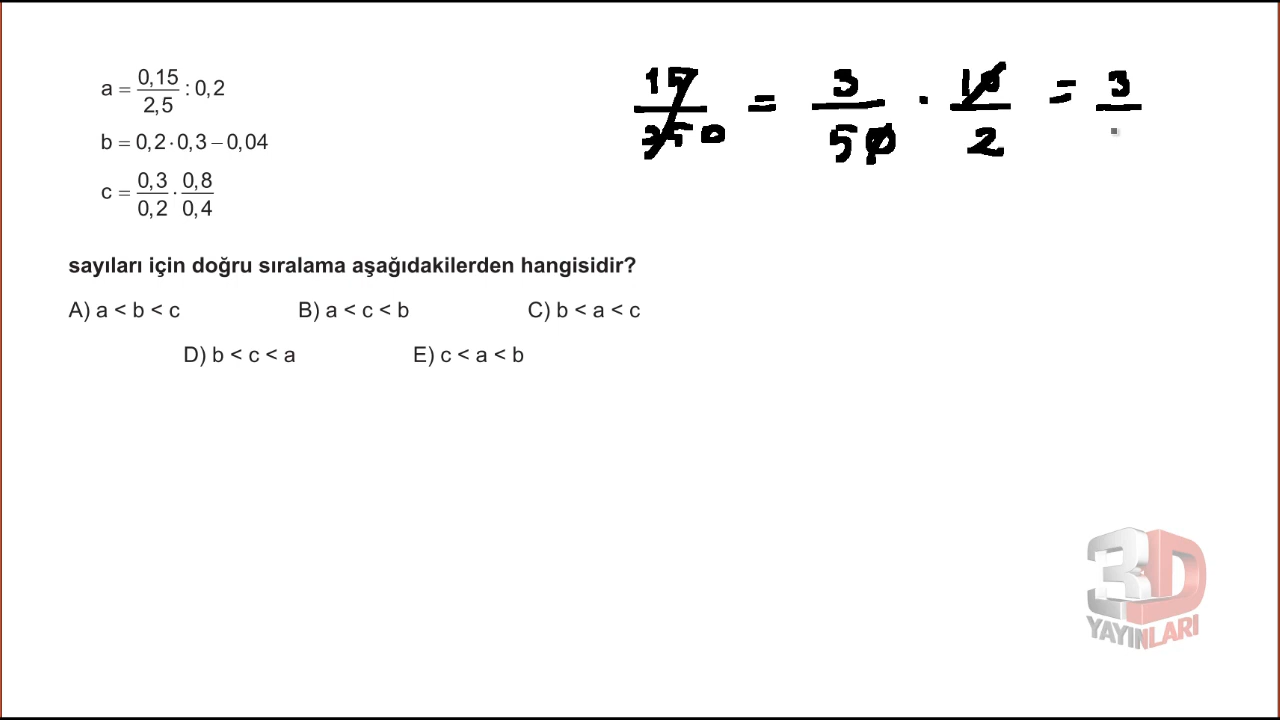 a = 0,15 / 2,5 : 0,2
b = 0,2 · 0,3 – 0,04
c = 0,3 / 0,2 · 0,8 / 0,4
sayıları için doğru sıralama aşağıdakilerden hangisidir?
A) a < b < c B) a < c < b C) b < a < c
D) b < c < a E) c < a < b
15 / 250 = 3 / 50 · 10 / 2 = 3 /
3D
YAYINLARI